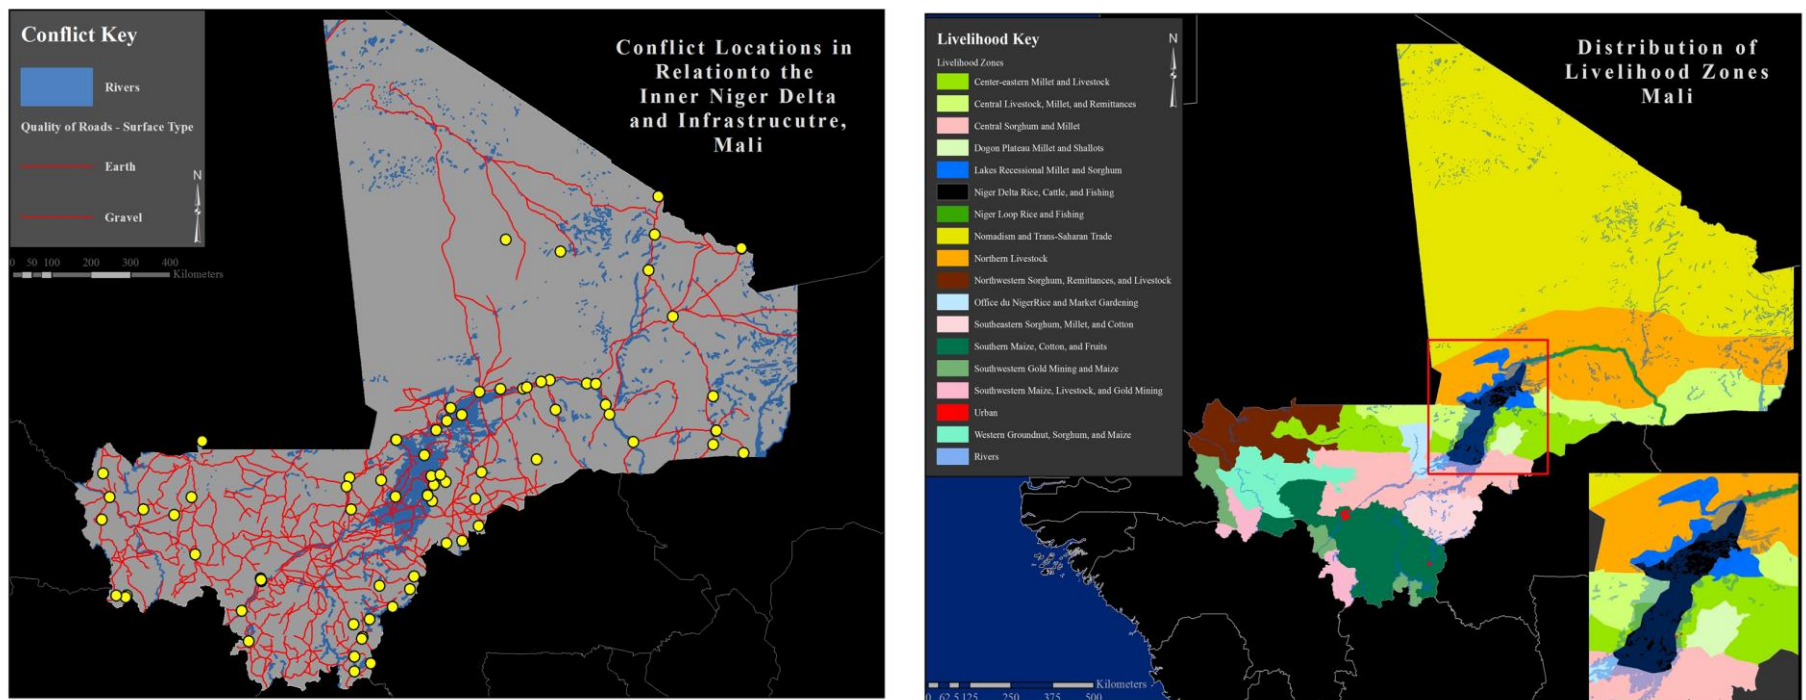 Conflict Key
Rivers
Quality of Roads - Surface Type
Earth
Gravel
N
0 50 100 200 300 400
Kilometers
Conflict Locations in
Relationto the
Inner Niger Delta
and Infrastrucutre,
Mali
Livelihood Key
Livelihood Zones
Center-eastern Millet and Livestock
Central Livestock, Millet, and Remittances
Central Sorghum and Millet
Dogon Plateau Millet and Shallots
Lakes Recessional Millet and Sorghum
Niger Delta Rice, Cattle, and Fishing
Niger Loop Rice and Fishing
Nomadism and Trans-Saharan Trade
Northern Livestock
Northwestern Sorghum, Remittances, and Livestock
Office du NigerRice and Market Gardening
Southeastern Sorghum, Millet, and Cotton
Southern Maize, Cotton, and Fruits
Southwestern Gold Mining and Maize
Southwestern Maize, Livestock, and Gold Mining
Urban
Western Groundnut, Sorghum, and Maize
Rivers
N
Distribution of
Livelihood Zones
Mali
Kilometers
0 62.5 125 250 375 500